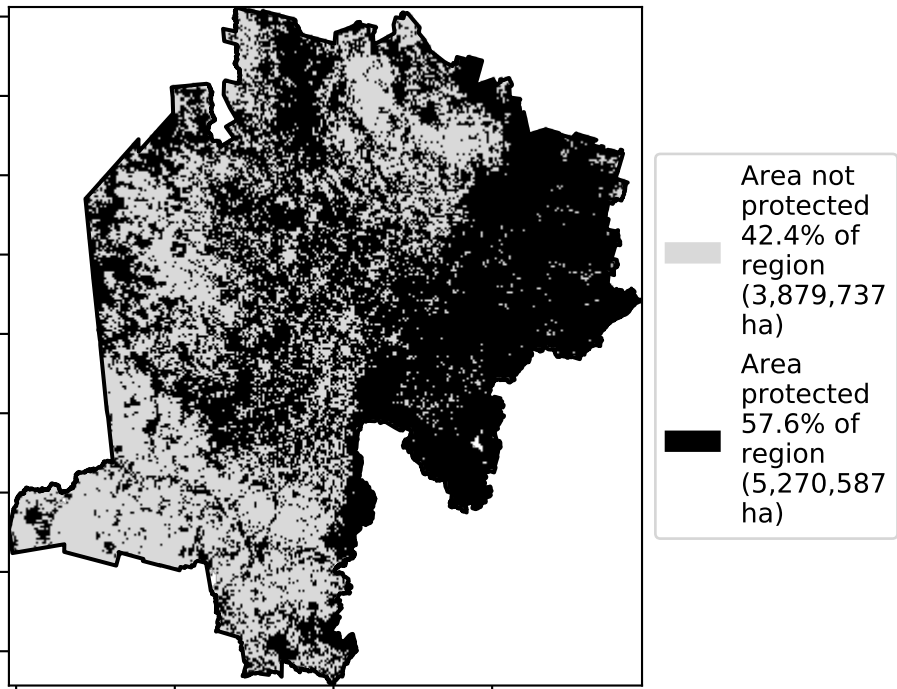 Area not
protected
42.4% of
region
(3,879,737
ha)
Area
protected
57.6% of
region
(5,270,587
ha)